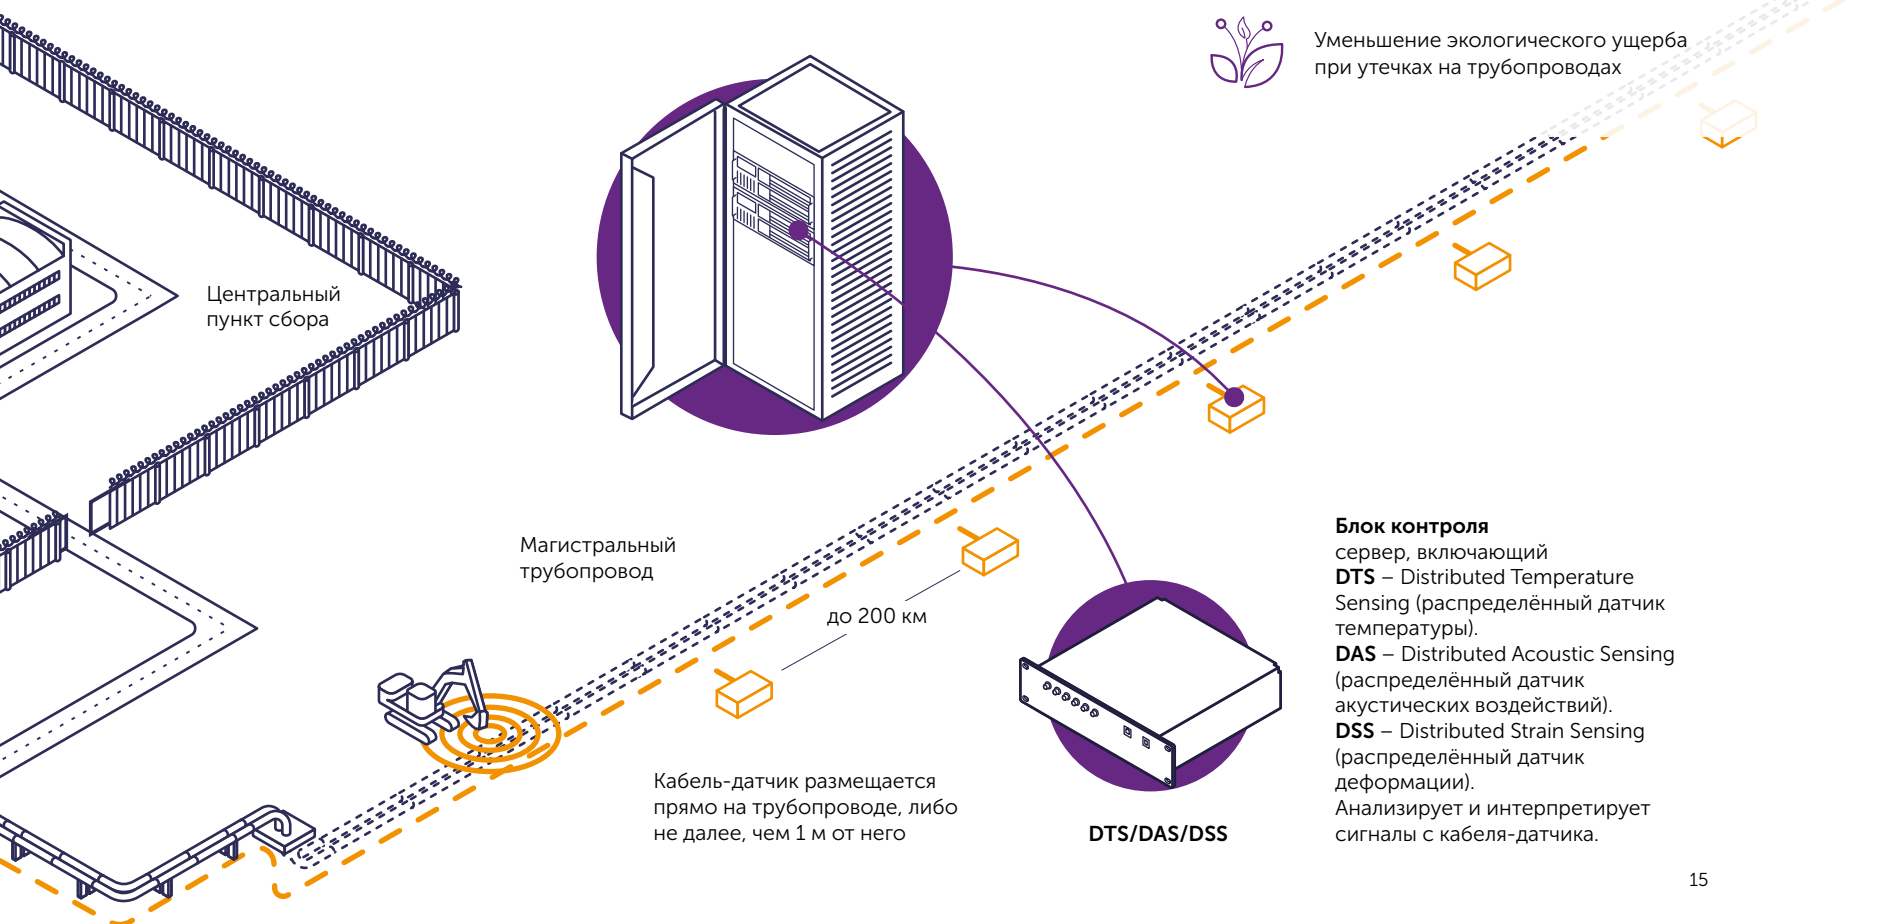 Уменьшение экологического ущерба
при утечках на трубопроводах
Центральный
пункт сбора
Магистральный
трубопровод
до 200 км
Кабель-датчик размещается
прямо на трубопроводе, либо
не далее, чем 1 м от него
DTS/DAS/DSS
Блок контроля
сервер, включающий
DTS – Distributed Temperature
Sensing (распределённый датчик
температуры).
DAS – Distributed Acoustic Sensing
(распределённый датчик
акустических воздействий).
DSS – Distributed Strain Sensing
(распределённый датчик
деформации).
Анализирует и интерпретирует
сигналы с кабеля-датчика.
15